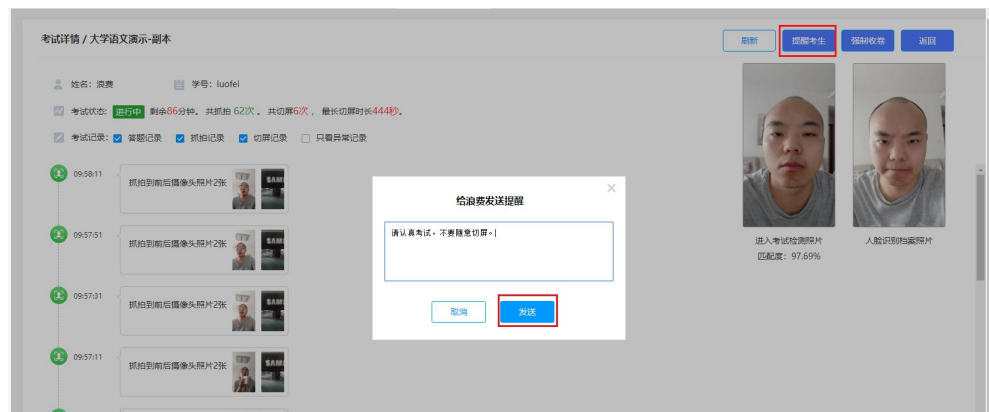 考试详情 / 大学语文演示-副本
刷新 提醒考生 强制收卷 返回
姓名: 浪费 学号: luofei
考试状态: 进行中 剩余86分钟。 共抓拍 62次 。 共切屏6次 ， 最长切屏时长444秒。
考试记录: 答题记录 抓拍记录 切屏记录 只看异常记录
09:58:11 抓拍到前后摄像头照片2张
09:57:51 抓拍到前后摄像头照片2张
09:57:31 抓拍到前后摄像头照片2张
09:57:11 抓拍到前后摄像头照片2张
给浪费发送提醒
请认真考试，不要随意切屏。
取消 发送
进入考试检测照片
匹配度: 97.69%
人脸识别档案照片